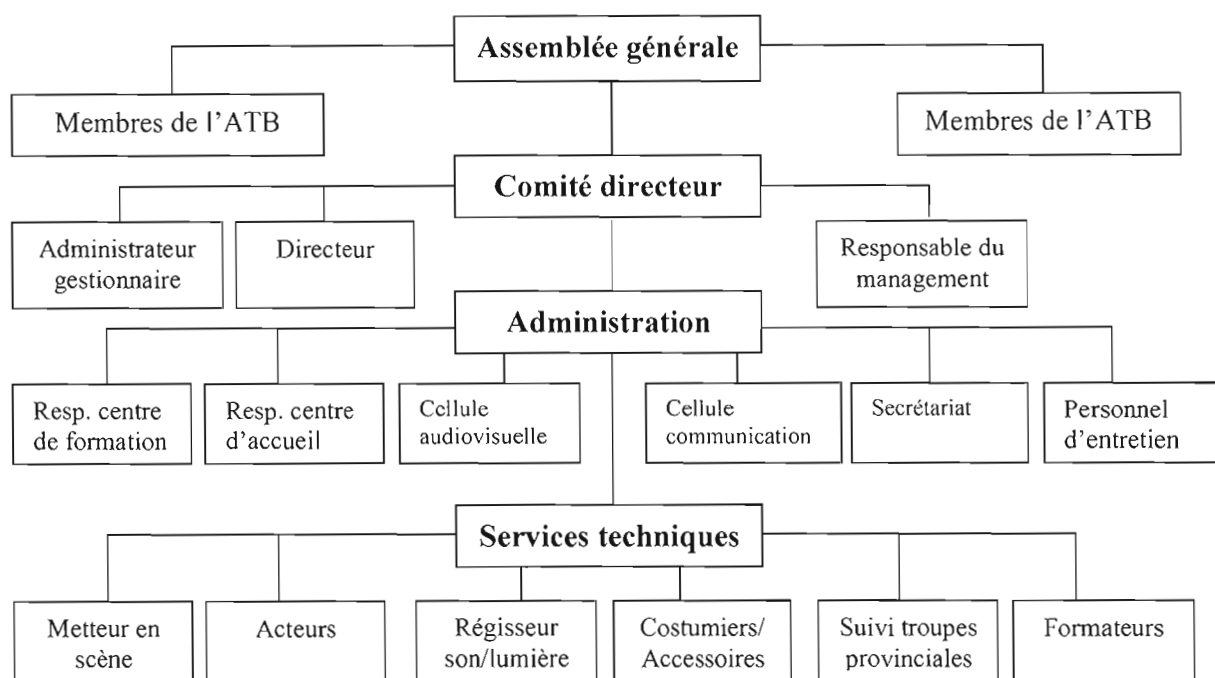 Assemblée générale
Membres de l'ATB
Membres de l'ATB
Comité directeur
Administrateur
gestionnaire
Directeur
Responsable du
management
Administration
Resp. centre
de formation
Resp. centre
d'accueil
Cellule
audiovisuelle
Cellule
communication
Secrétariat
Personnel
d'entretien
Services techniques
Metteur en
scène
Acteurs
Régisseur
son/lumière
Costumiers/
Accessoires
Suivi troupes
provinciales
Formateurs